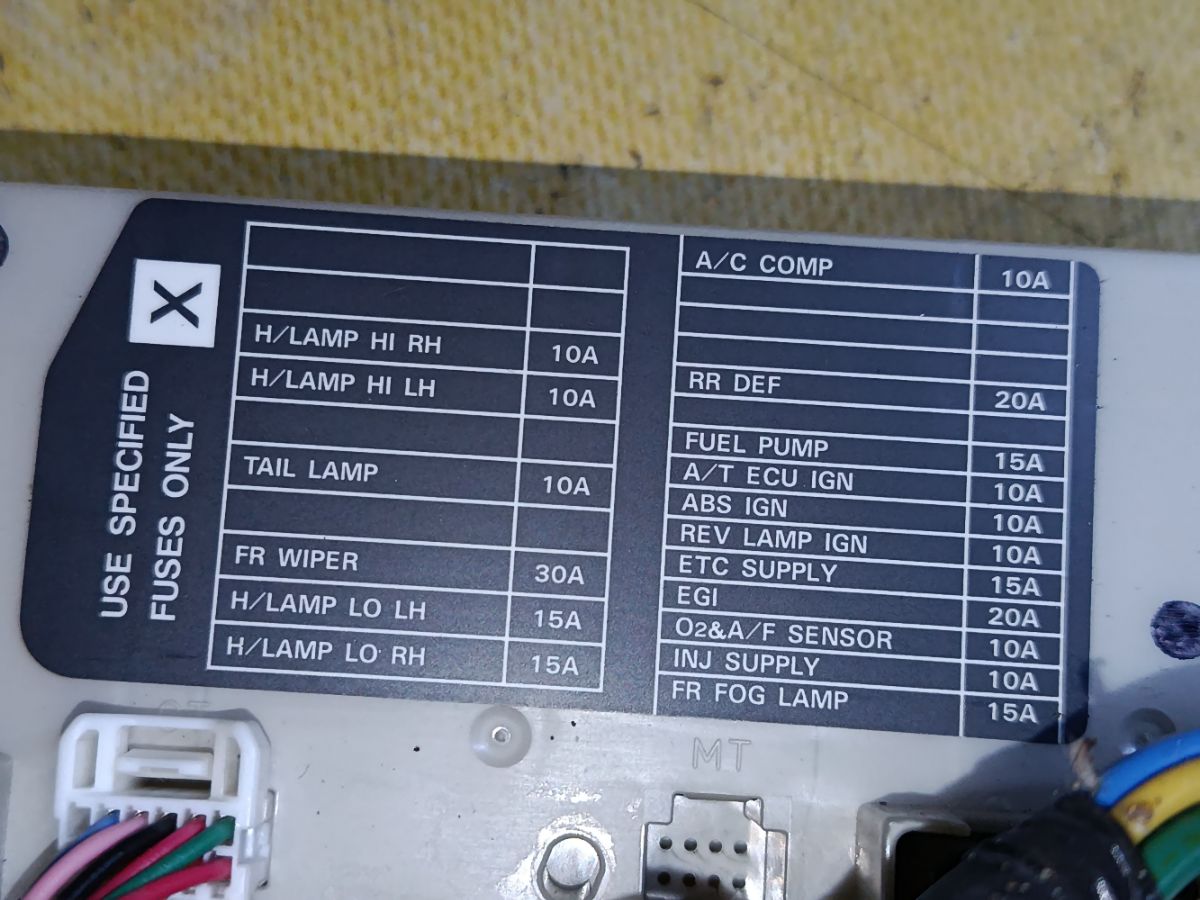 USE SPECIFIED
FUSES ONLY
X
H/LAMP HI RH 10A
H/LAMP HI LH 10A
TAIL LAMP 10A
FR WIPER 30A
H/LAMP LO LH 15A
H/LAMP LO RH 15A
A/C COMP 10A
RR DEF 20A
FUEL PUMP 15A
A/T ECU IGN 10A
ABS IGN 10A
REV LAMP IGN 10A
ETC SUPPLY 15A
EGI 20A
O2&A/F SENSOR 10A
INJ SUPPLY 10A
FR FOG LAMP 15A
MT